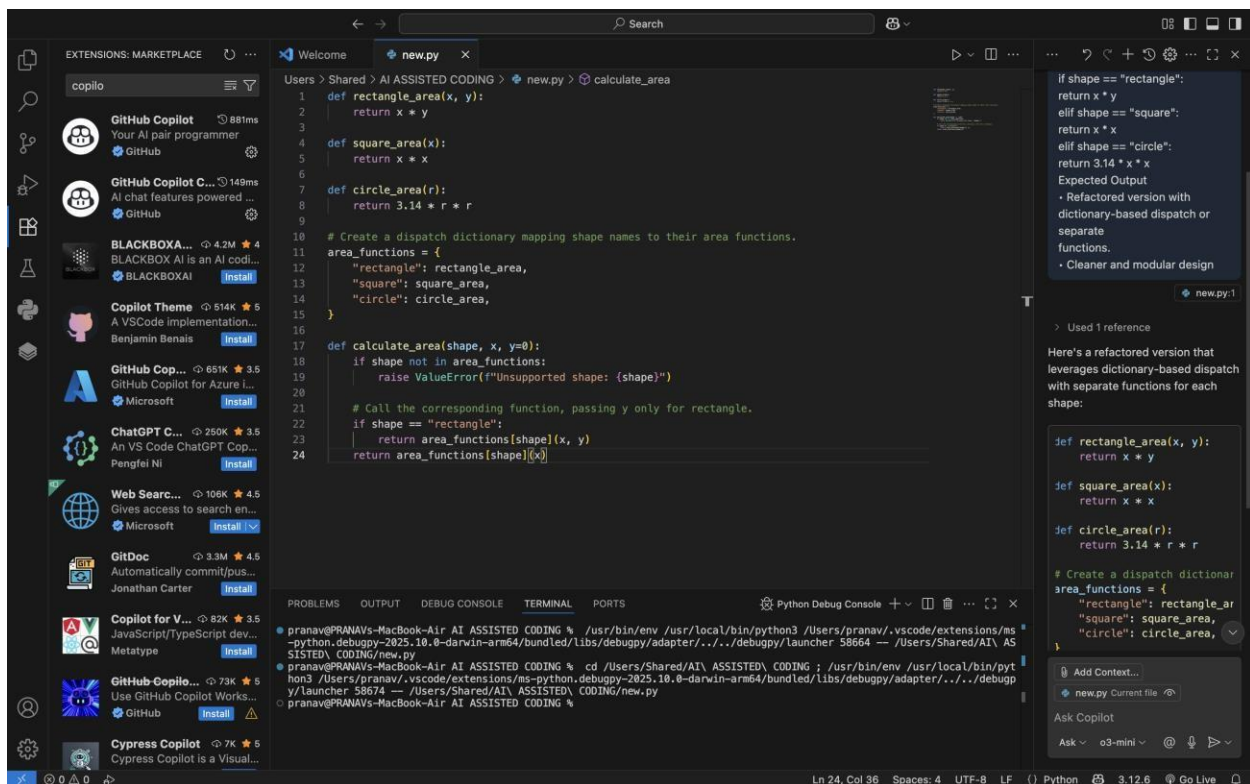 Search
EXTENSIONS: MARKETPLACE
copilo
GitHub Copilot 881ms
Your AI pair programmer
GitHub
GitHub Copilot C... 149ms
AI chat features powered ...
GitHub
BLACKBOXA... 4.2M ★ 4
BLACKBOX AI is an AI codi...
BLACKBOXAI Install
Copilot Theme 514K ★ 5
A VSCode implementation...
Benjamin Benais Install
GitHub Cop... 651K ★ 3.5
GitHub Copilot for Azure i...
Microsoft Install
ChatGPT C... 250K ★ 3.5
An VS Code ChatGPT Cop...
Pengfei Ni Install
Web Searc... 106K ★ 4.5
Gives access to search en...
Microsoft Install
GitDoc 3.3M ★ 4.5
Automatically commit/pus...
Jonathan Carter Install
Copilot for V... 82K ★ 3.5
JavaScript/TypeScript dev...
Metatype Install
GitHub Copilo... 73K ★ 5
Use GitHub Copilot Works...
GitHub Install
Cypress Copilot 7K ★ 5
Cypress Copilot is a Visual...
Welcome new.py
Users > Shared > AI ASSISTED CODING > new.py > calculate_area
1 def rectangle_area(x, y):
2     return x * y
3
4 def square_area(x):
5     return x * x
6
7 def circle_area(r):
8     return 3.14 * r * r
9
10 # Create a dispatch dictionary mapping shape names to their area functions.
11 area_functions = {
12     "rectangle": rectangle_area,
13     "square": square_area,
14     "circle": circle_area,
15 }
16
17 def calculate_area(shape, x, y=0):
18     if shape not in area_functions:
19         raise ValueError(f"Unsupported shape: {shape}")
20
21     # Call the corresponding function, passing y only for rectangle.
22     if shape == "rectangle":
23         return area_functions[shape](x, y)
24     return area_functions[shape](x)
PROBLEMS OUTPUT DEBUG CONSOLE TERMINAL PORTS Python Debug Console
pranav@PRANAVs-MacBook-Air AI ASSISTED CODING % /usr/bin/env /usr/local/bin/python3 /Users/pranav/.vscode/extensions/ms
-python.debugpy-2025.10.0-darwin-arm64/bundled/libs/debugpy/adapter/../../debugpy/launcher 58664 -- /Users/Shared/AI\ AS
SISTED\ CODING/new.py
pranav@PRANAVs-MacBook-Air AI ASSISTED CODING % cd /Users/Shared/AI\ ASSISTED\ CODING ; /usr/bin/env /usr/local/bin/pyt
hon3 /Users/pranav/.vscode/extensions/ms-python.debugpy-2025.10.0-darwin-arm64/bundled/libs/debugpy/adapter/../../debugp
y/launcher 58674 -- /Users/Shared/AI\ ASSISTED\ CODING/new.py
pranav@PRANAVs-MacBook-Air AI ASSISTED CODING %
if shape == "rectangle":
return x * y
elif shape == "square":
return x * x
elif shape == "circle":
return 3.14 * x * x
Expected Output
• Refactored version with
dictionary-based dispatch or
separate
functions.
• Cleaner and modular design
new.py:1
> Used 1 reference
Here's a refactored version that
leverages dictionary-based dispatch
with separate functions for each
shape:
def rectangle_area(x, y):
    return x * y
def square_area(x):
    return x * x
def circle_area(r):
    return 3.14 * r * r
# Create a dispatch dictionar
area_functions = {
    "rectangle": rectangle_ar
    "square": square_area,
    "circle": circle_area,
}
Add Context...
new.py Current file
Ask Copilot
Ask o3-mini
0 0 0 Ln 24, Col 36 Spaces: 4 UTF-8 LF {} Python 3.12.6 Go Live